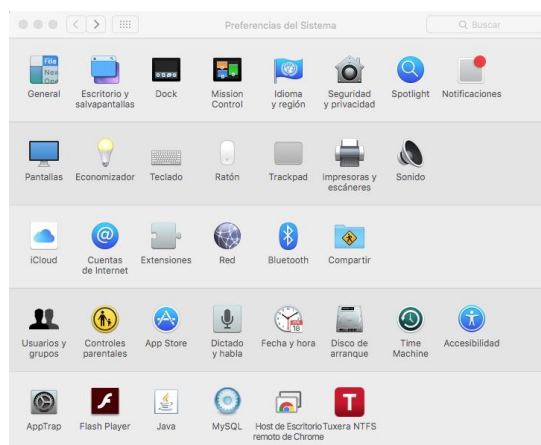 Preferencias del Sistema
Buscar
File
New
Ope
General
Escritorio y
salvapantallas
Dock
Mission
Control
Idioma
y región
Seguridad
y privacidad
Spotlight
Notificaciones
Pantallas
Economizador
Teclado
Ratón
Trackpad
Impresoras y
escáneres
Sonido
iCloud
Cuentas
de Internet
Extensiones
Red
Bluetooth
Compartir
Usuarios y
grupos
Controles
parentales
App Store
Dictado
y habla
Fecha y hora
Disco de
arranque
Time
Machine
Accesibilidad
AppTrap
Flash Player
Java
MySQL
Host de Escritorio
remoto de Chrome
Tuxera NTFS